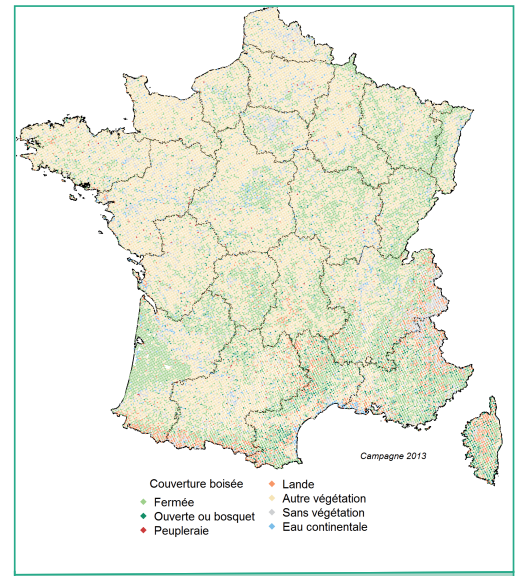 Campagne 2013
Couverture boisée
Fermée
Ouverte ou bosquet
Peupleraie
Lande
Autre végétation
Sans végétation
Eau continentale